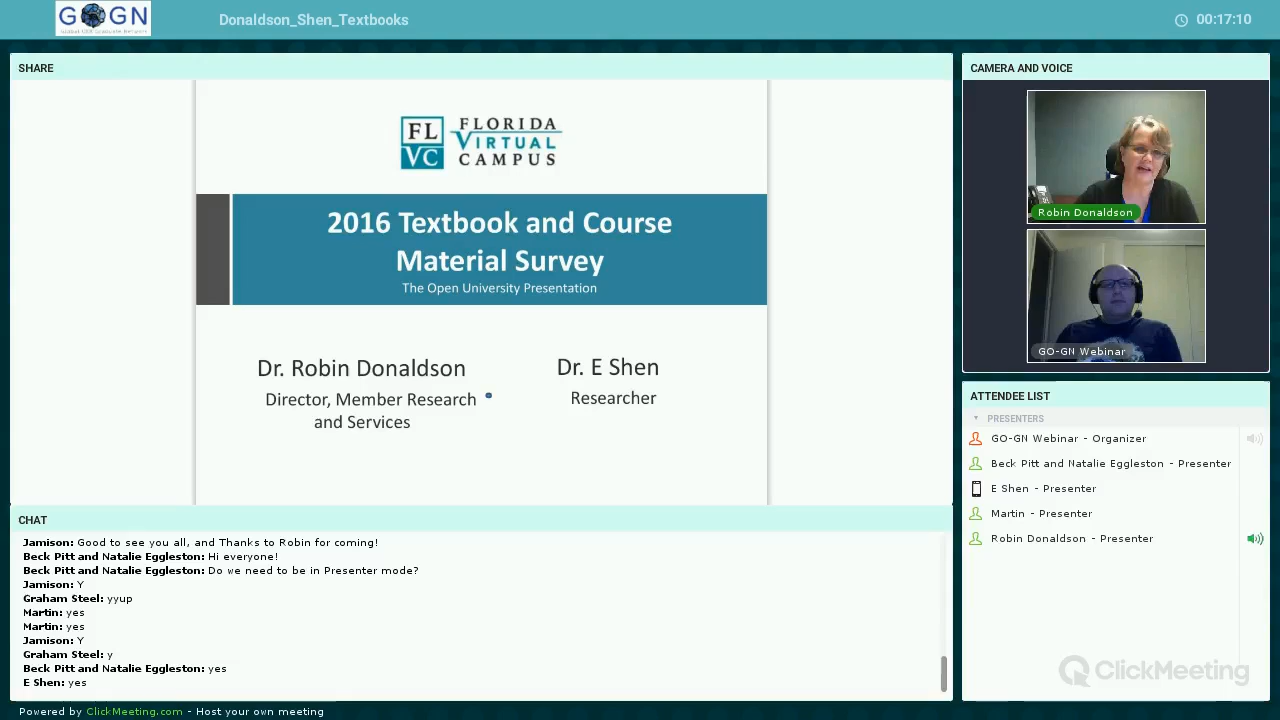 GOGN
Donaldson_Shen_Textbooks
00:17:10
SHARE
FL
VC
FLORIDA
VIRTUAL
CAMPUS
2016 Textbook and Course
Material Survey
The Open University Presentation
Dr. Robin Donaldson
Director, Member Research
and Services
Dr. E Shen
Researcher
CAMERA AND VOICE
Robin Donaldson
GO-GN Webinar
ATTENDEE LIST
PRESENTERS
GO-GN Webinar - Organizer
Beck Pitt and Natalie Eggleston - Presenter
E Shen - Presenter
Martin - Presenter
Robin Donaldson - Presenter
CHAT
Jamison: Good to see you all, and Thanks to Robin for coming!
Beck Pitt and Natalie Eggleston: Hi everyone!
Beck Pitt and Natalie Eggleston: Do we need to be in Presenter mode?
Jamison: Y
Graham Steel: yyup
Martin: yes
Martin: yes
Jamison: Y
Graham Steel: y
Beck Pitt and Natalie Eggleston: yes
E Shen: yes
ClickMeeting
Powered by ClickMeeting.com - Host your own meeting